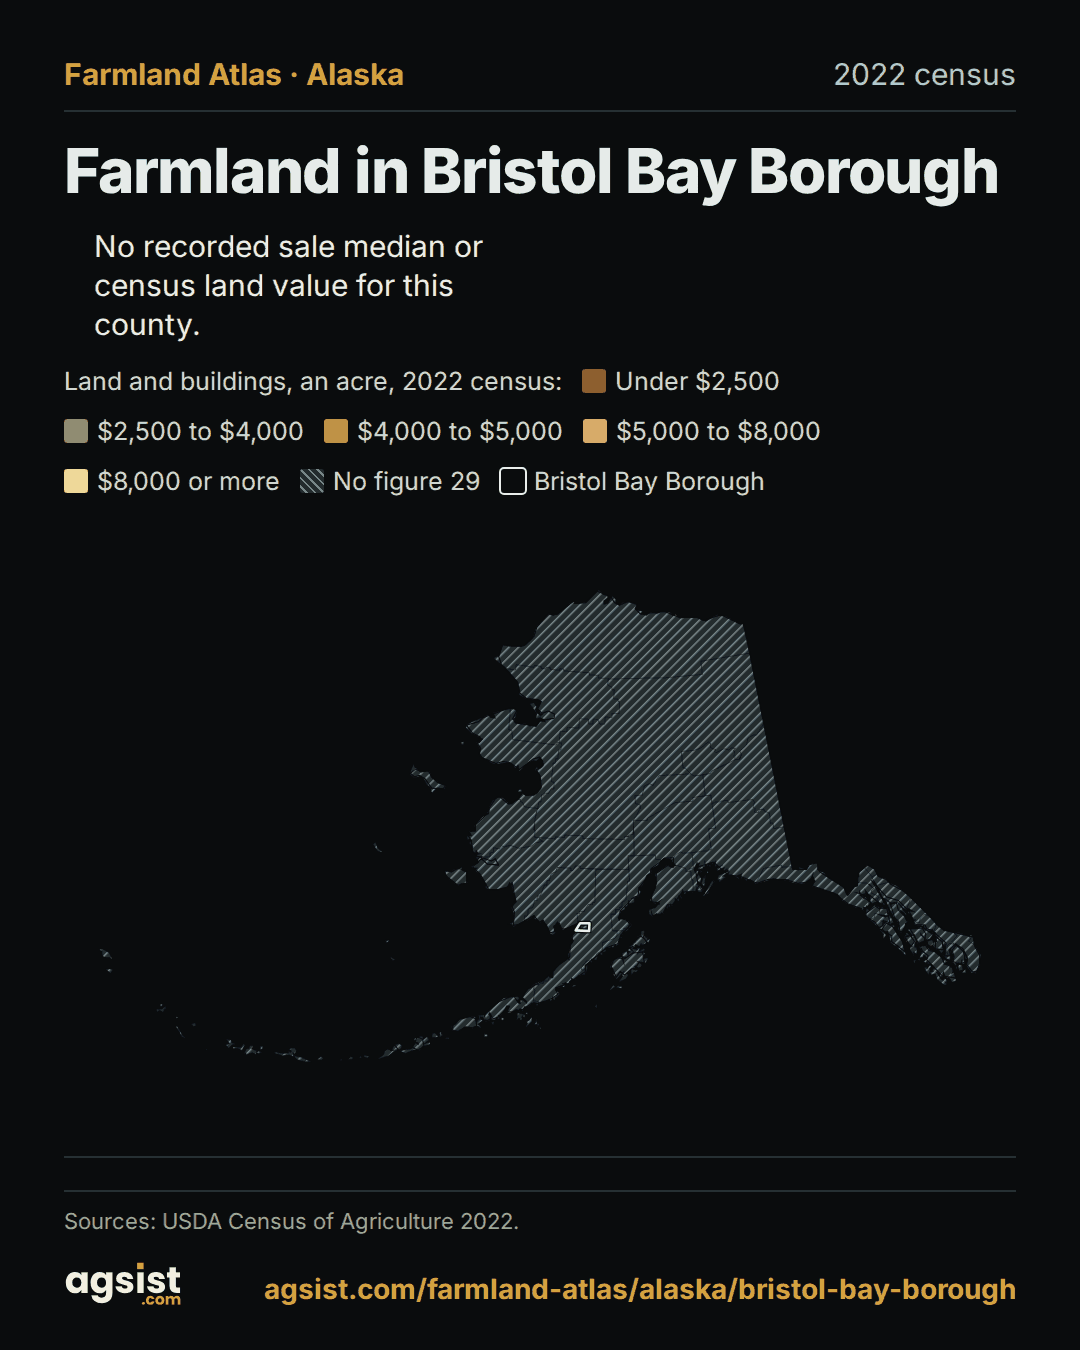 Farmland Atlas · Alaska
2022 census
Farmland in Bristol Bay Borough
No recorded sale median or
census land value for this
county.
Land and buildings, an acre, 2022 census: Under $2,500
$2,500 to $4,000 $4,000 to $5,000 $5,000 to $8,000
$8,000 or more No figure 29 Bristol Bay Borough
Sources: USDA Census of Agriculture 2022.
agsist
.com
agsist.com/farmland-atlas/alaska/bristol-bay-borough